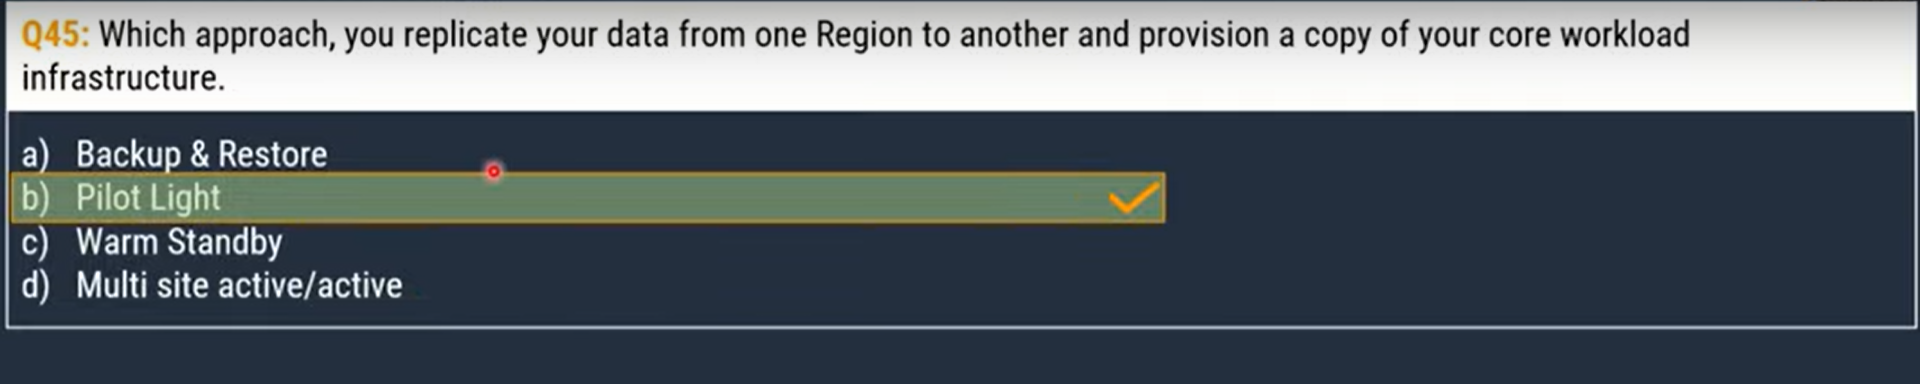 Q45: Which approach, you replicate your data from one Region to another and provision a copy of your core workload
infrastructure.
a) Backup & Restore
b) Pilot Light
c) Warm Standby
d) Multi site active/active